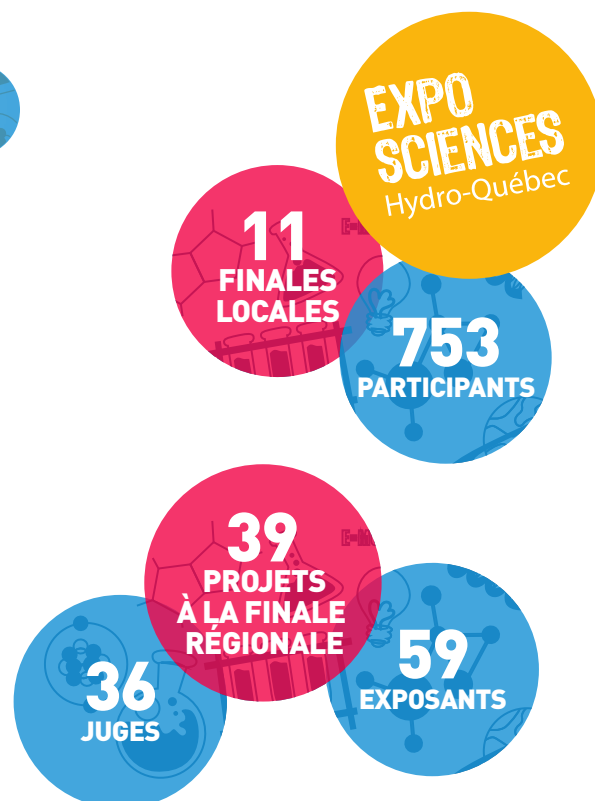 EXPO
SCIENCES
Hydro-Québec
11
FINALES
LOCALES
753
PARTICIPANTS
39
PROJETS
À LA FINALE
RÉGIONALE
59
EXPOSANTS
36
JUGES